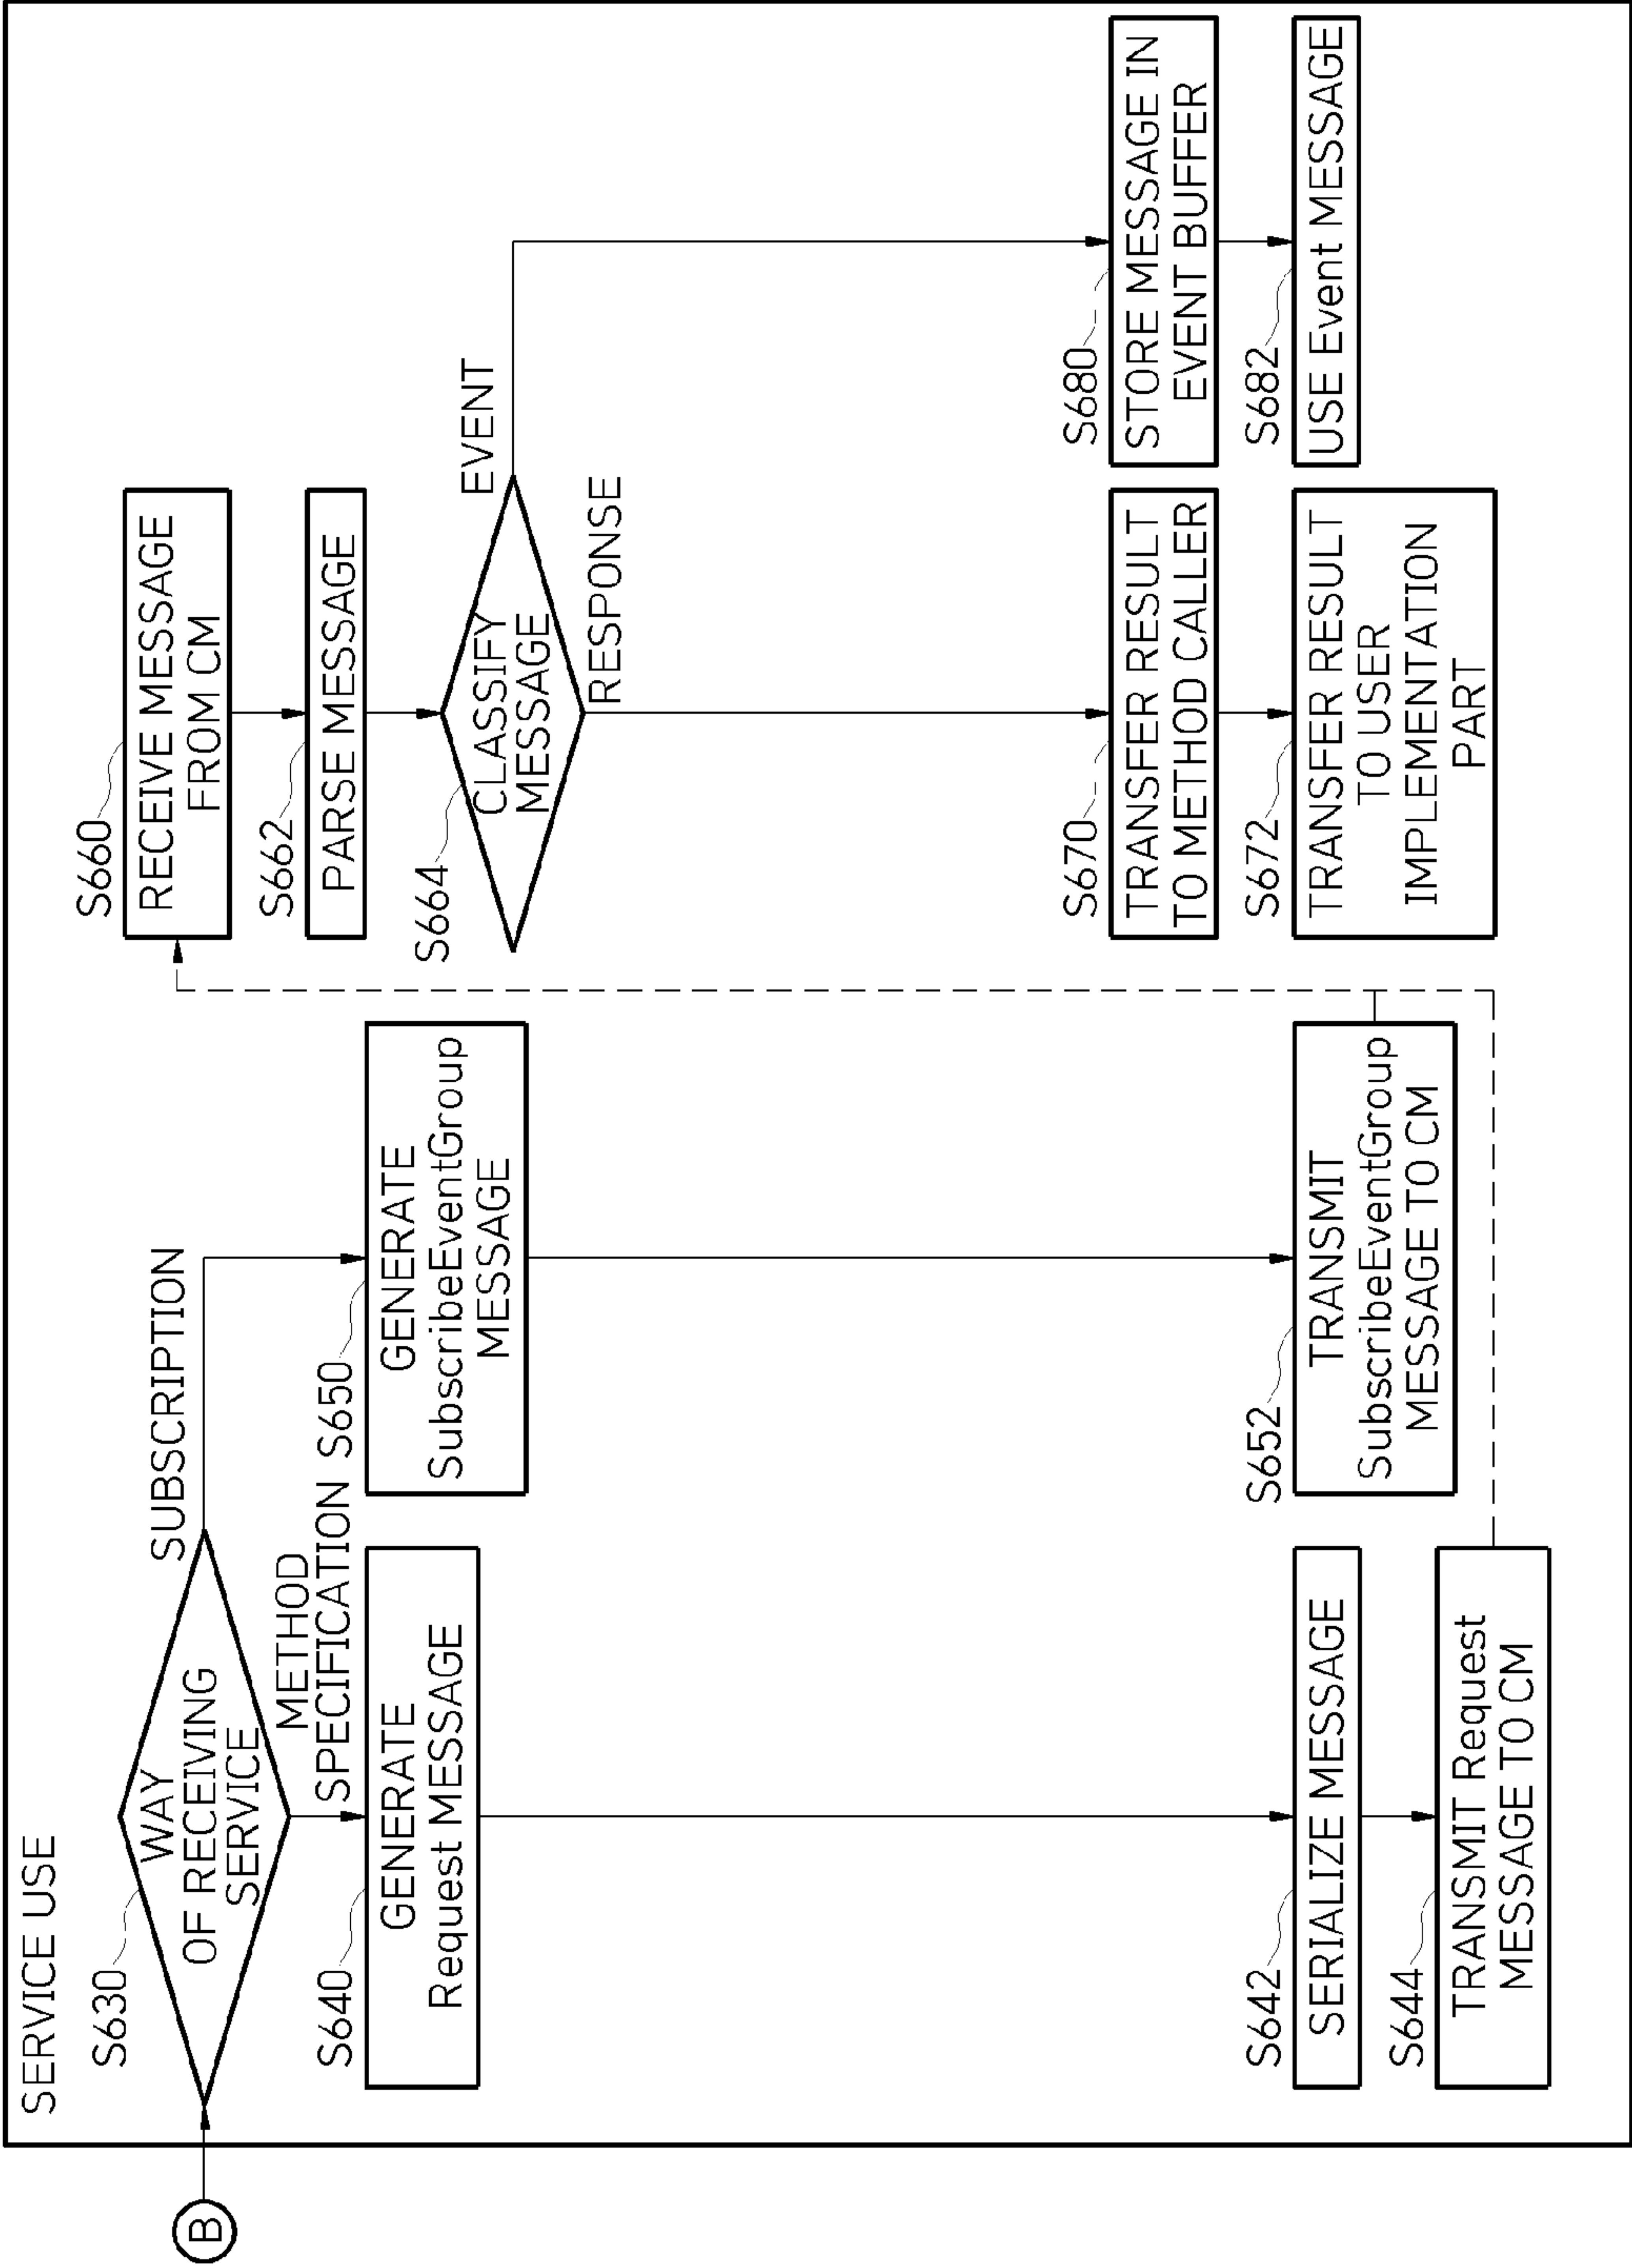 SERVICE USE
B
S630
WAY
OF RECEIVING
SERVICE
SUBSCRIPTION
METHOD
SPECIFICATION
S640
GENERATE
Request MESSAGE
S642
SERIALIZE MESSAGE
S644
TRANSMIT Request
MESSAGE TO CM
S650
GENERATE
SubscribeEventGroup
MESSAGE
S652
TRANSMIT
SubscribeEventGroup
MESSAGE TO CM
S660
RECEIVE MESSAGE
FROM CM
S662
PARSE MESSAGE
S664
CLASSIFY
MESSAGE
EVENT
RESPONSE
S670
TRANSFER RESULT
TO METHOD CALLER
S672
TRANSFER RESULT
TO USER
IMPLEMENTATION
PART
S680
STORE MESSAGE IN
EVENT BUFFER
S682
USE Event MESSAGE